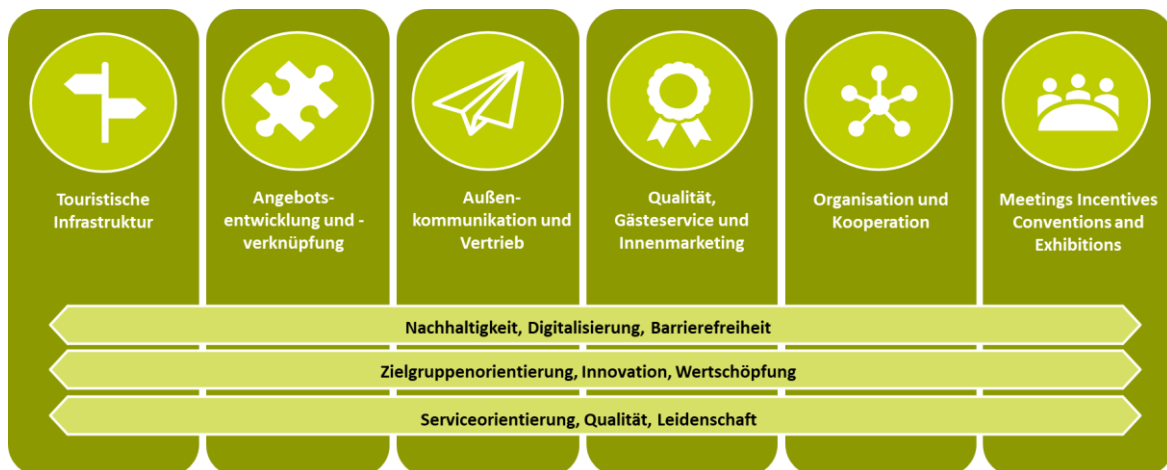 Touristische
Infrastruktur
Angebots-
entwicklung und -
verknüpfung
Außen-
kommunikation und
Vertrieb
Qualität,
Gästeservice und
Innenmarketing
Organisation und
Kooperation
Meetings Incentives
Conventions and
Exhibitions
Nachhaltigkeit, Digitalisierung, Barrierefreiheit
Zielgruppenorientierung, Innovation, Wertschöpfung
Serviceorientierung, Qualität, Leidenschaft